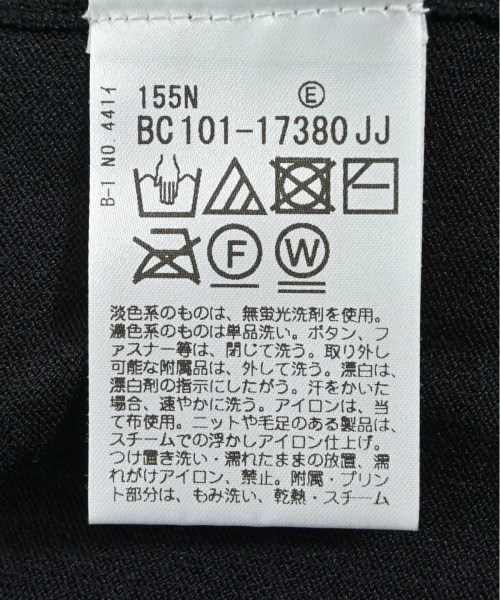 155N Ⓔ
BC101-17380JJ
B-I NO.441イ
F W
淡色系のものは、無蛍光洗剤を使用。
濃色系のものは単品洗い。ボタン、フ
ァスナー等は、閉じて洗う。取り外し
可能な附属品は、外して洗う。漂白は、
漂白剤の指示にしたがう。汗をかいた
場合、速やかに洗う。アイロンは、当
て布使用。ニットや毛足のある製品は、
スチームでの浮かしアイロン仕上げ。
つけ置き洗い・濡れたままの放置、濡
れがけアイロン、禁止。附属・プリン
ト部分は、もみ洗い、乾熱・スチーム